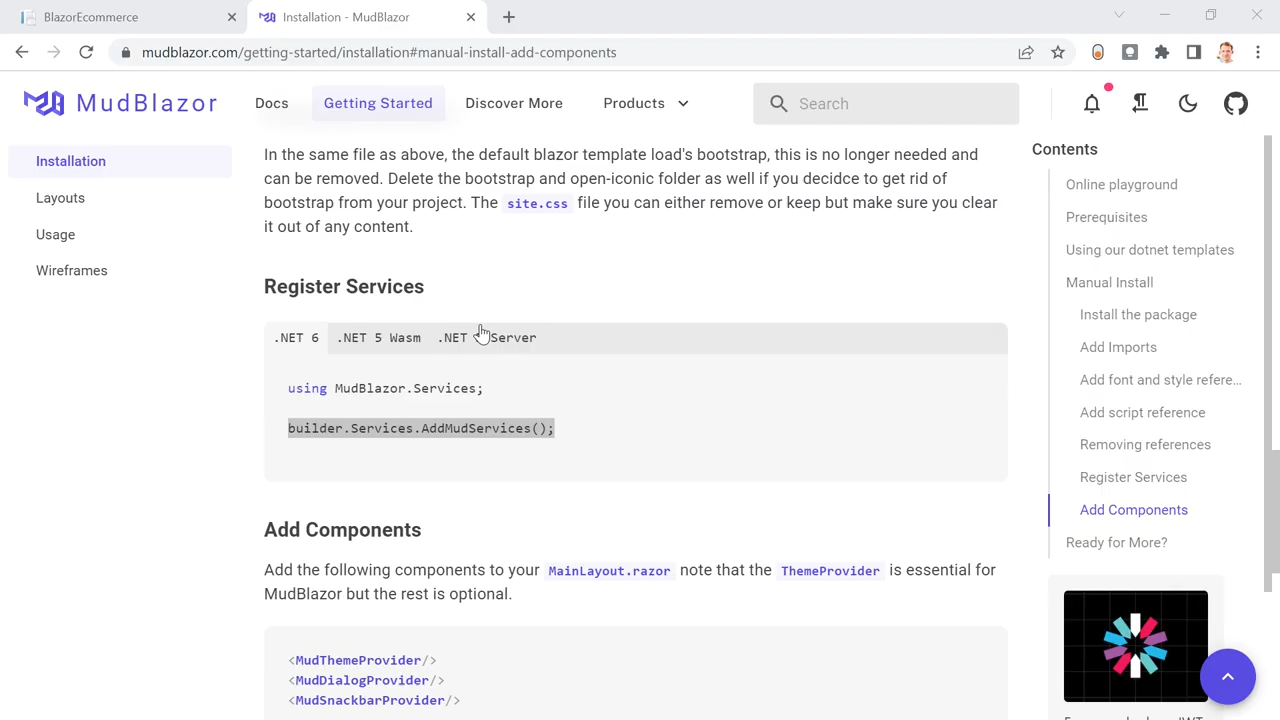 BlazorEcommerce
Installation - MudBlazor
mudblazor.com/getting-started/installation#manual-install-add-components
MudBlazor
Docs
Getting Started
Discover More
Products
Search
Installation
Layouts
Usage
Wireframes
In the same file as above, the default blazor template load's bootstrap, this is no longer needed and
can be removed. Delete the bootstrap and open-iconic folder as well if you decidce to get rid of
bootstrap from your project. The site.css file you can either remove or keep but make sure you clear
it out of any content.
Register Services
.NET 6 .NET 5 Wasm .NET Server
using MudBlazor.Services;
builder.Services.AddMudServices();
Add Components
Add the following components to your MainLayout.razor note that the ThemeProvider is essential for
MudBlazor but the rest is optional.
<MudThemeProvider/>
<MudDialogProvider/>
<MudSnackbarProvider/>
Contents
Online playground
Prerequisites
Using our dotnet templates
Manual Install
Install the package
Add Imports
Add font and style refere...
Add script reference
Removing references
Register Services
Add Components
Ready for More?